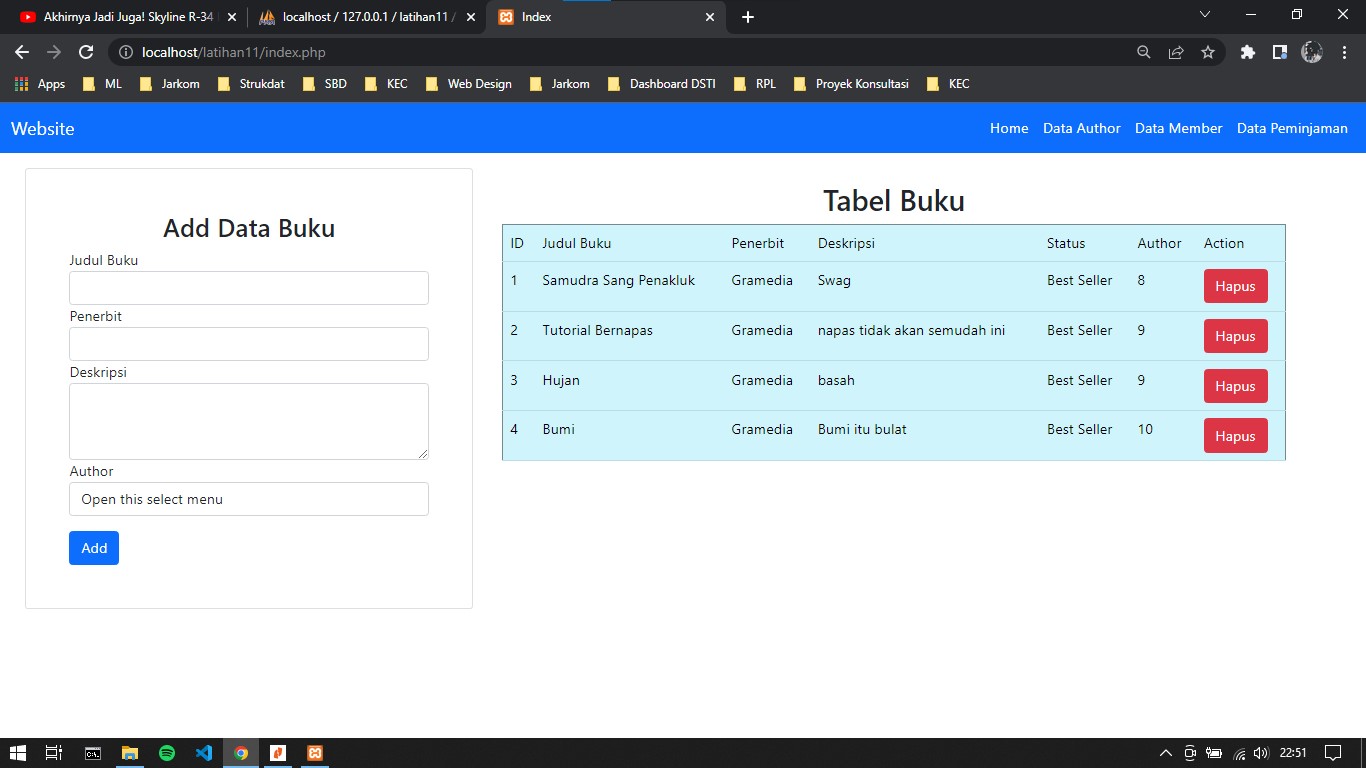 Akhirnya Jadi Juga! Skyline R-34
localhost / 127.0.0.1 / latihan11 /
Index
localhost/latihan11/index.php
Apps ML Jarkom Strukdat SBD KEC Web Design Jarkom Dashboard DSTI RPL Proyek Konsultasi KEC
Website Home Data Author Data Member Data Peminjaman
Add Data Buku
Judul Buku
Penerbit
Deskripsi
Author
Open this select menu
Add
Tabel Buku
ID Judul Buku Penerbit Deskripsi Status Author Action
1 Samudra Sang Penakluk Gramedia Swag Best Seller 8 Hapus
2 Tutorial Bernapas Gramedia napas tidak akan semudah ini Best Seller 9 Hapus
3 Hujan Gramedia basah Best Seller 9 Hapus
4 Bumi Gramedia Bumi itu bulat Best Seller 10 Hapus
22:51